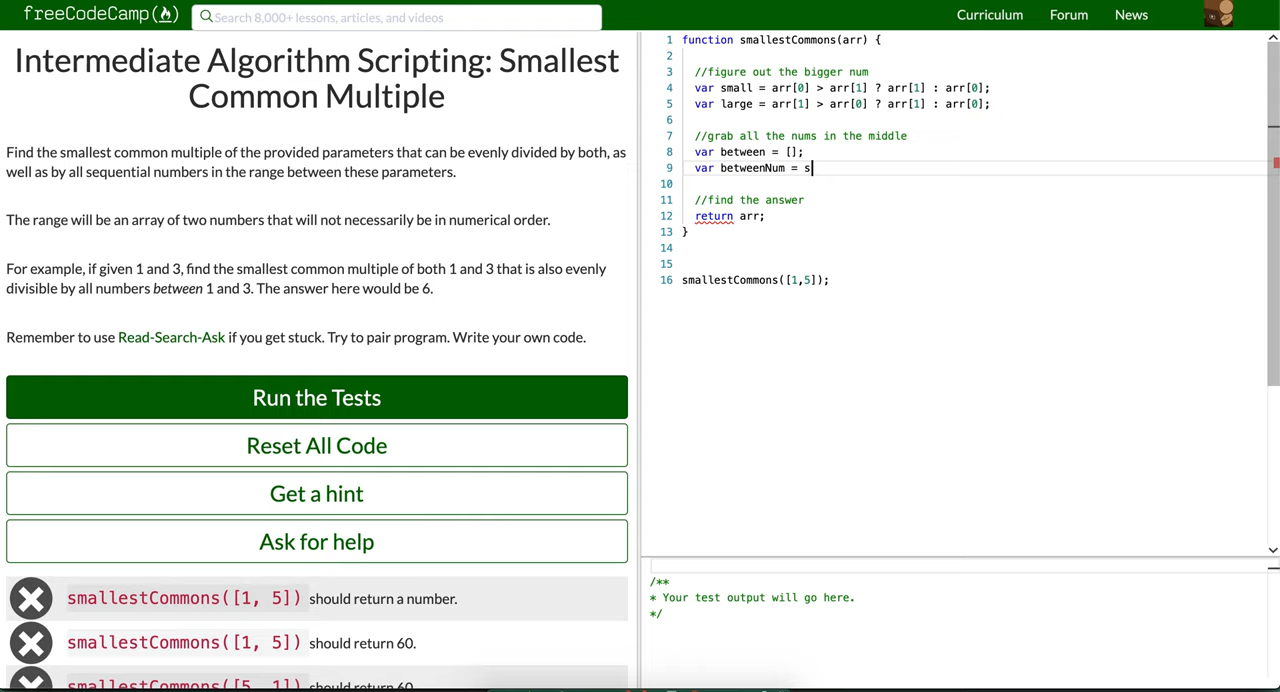 freeCodeCamp
Search 8,000+ lessons, articles, and videos
Curriculum Forum News
Intermediate Algorithm Scripting: Smallest
Common Multiple
Find the smallest common multiple of the provided parameters that can be evenly divided by both, as
well as by all sequential numbers in the range between these parameters.
The range will be an array of two numbers that will not necessarily be in numerical order.
For example, if given 1 and 3, find the smallest common multiple of both 1 and 3 that is also evenly
divisible by all numbers between 1 and 3. The answer here would be 6.
Remember to use Read-Search-Ask if you get stuck. Try to pair program. Write your own code.
Run the Tests
Reset All Code
Get a hint
Ask for help
smallestCommons([1, 5]) should return a number.
smallestCommons([1, 5]) should return 60.
smallestCommons([5, 1]) should return 60.
1 function smallestCommons(arr) {
2
3 //figure out the bigger num
4 var small = arr[0] > arr[1] ? arr[1] : arr[0];
5 var large = arr[1] > arr[0] ? arr[1] : arr[0];
6
7 //grab all the nums in the middle
8 var between = [];
9 var betweenNum = s
10
11 //find the answer
12 return arr;
13 }
14
15
16 smallestCommons([1,5]);
/**
* Your test output will go here.
*/